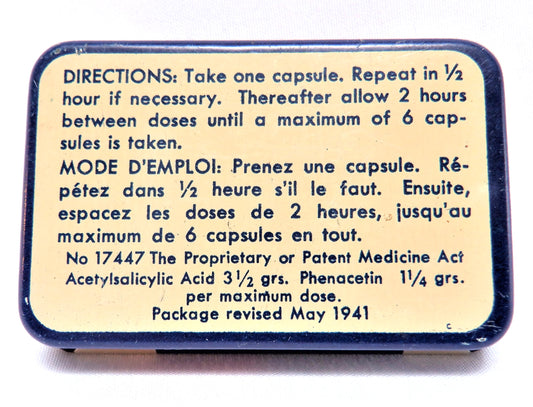 DIRECTIONS: Take one capsule. Repeat in ½
hour if necessary. Thereafter allow 2 hours
between doses until a maximum of 6 cap-
sules is taken.
MODE D'EMPLOI: Prenez une capsule. Ré-
pétez dans ½ heure s'il le faut. Ensuite,
espacez les doses de 2 heures, jusqu'au
maximum de 6 capsules en tout.
No 17447 The Proprietary or Patent Medicine Act
Acetylsalicylic Acid 3½ grs. Phenacetin 1¼ grs.
per maximum dose.
Package revised May 1941
c